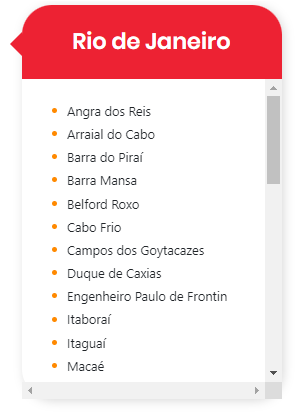 Rio de Janeiro
Angra dos Reis
Arraial do Cabo
Barra do Piraí
Barra Mansa
Belford Roxo
Cabo Frio
Campos dos Goytacazes
Duque de Caxias
Engenheiro Paulo de Frontin
Itaboraí
Itaguaí
Macaé